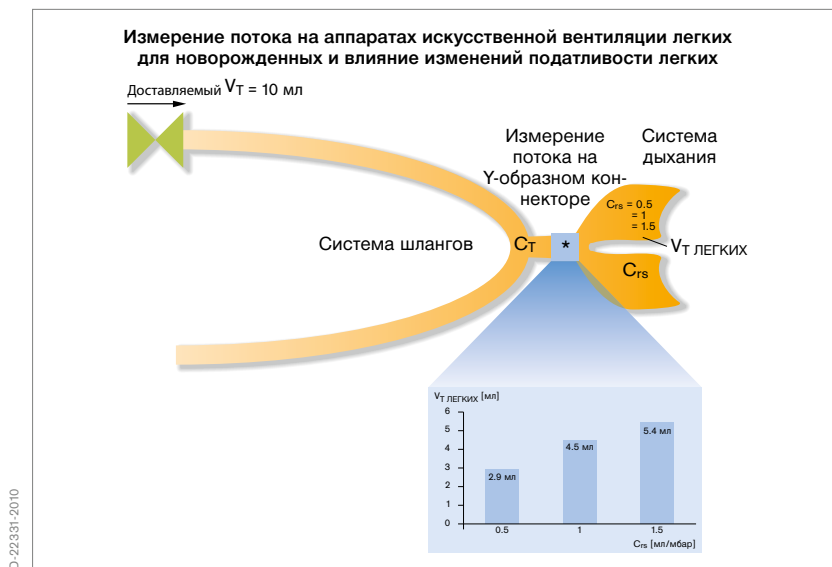 Измерение потока на аппаратах искусственной вентиляции легких
для новорожденных и влияние изменений податливости легких
Доставляемый VT = 10 мл
Измерение
потока на
Y-образном кон-
некторе
Система
дыхания
Crs = 0.5
= 1
= 1.5
Система шлангов
CT
*
VT ЛЕГКИХ
Crs
VT ЛЕГКИХ [мл]
6
5
4
3
2
1
0
2.9 мл
4.5 мл
5.4 мл
0.5
1
1.5
Crs [мл/мбар]
D-22331-2010